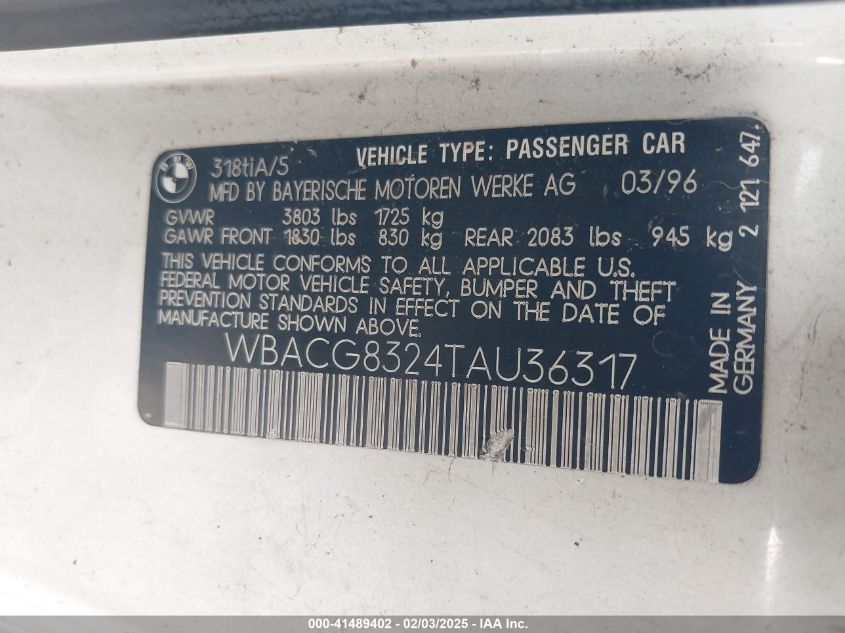 BMW
318tiA/5 VEHICLE TYPE: PASSENGER CAR
MFD BY BAYERISCHE MOTOREN WERKE AG 03/96
GVWR 3803 lbs 1725 kg
GAWR FRONT 1830 lbs 830 kg REAR 2083 lbs 945 kg
THIS VEHICLE CONFORMS TO ALL APPLICABLE U.S.
FEDERAL MOTOR VEHICLE SAFETY, BUMPER AND THEFT
PREVENTION STANDARDS IN EFFECT ON THE DATE OF
MANUFACTURE SHOWN ABOVE.
WBACG8324TAU36317
MADE IN
GERMANY
2 121 647.
000-41489402 - 02/03/2025 - IAA Inc.